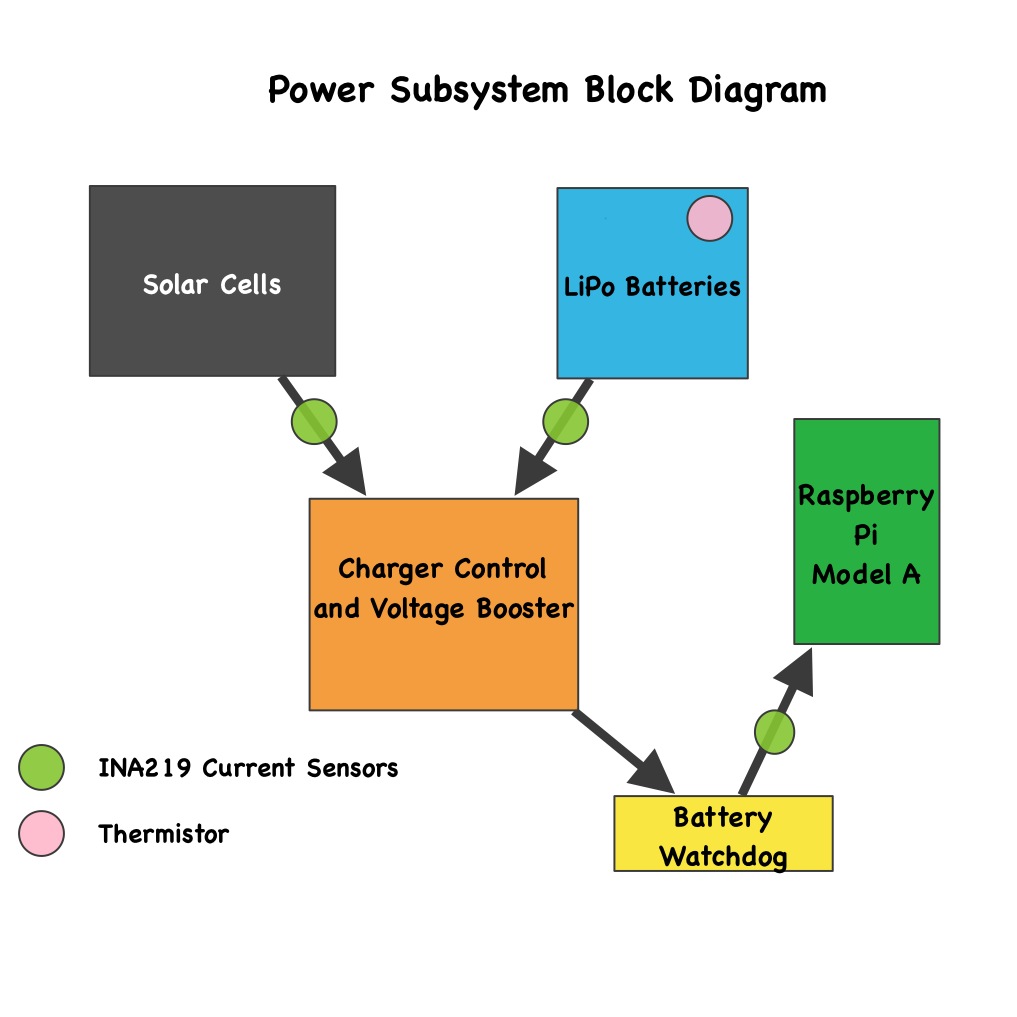 Power Subsystem Block Diagram
Solar Cells
LiPo Batteries
Raspberry
Pi
Model A
Charger Control
and Voltage Booster
INA219 Current Sensors
Thermistor
Battery
Watchdog